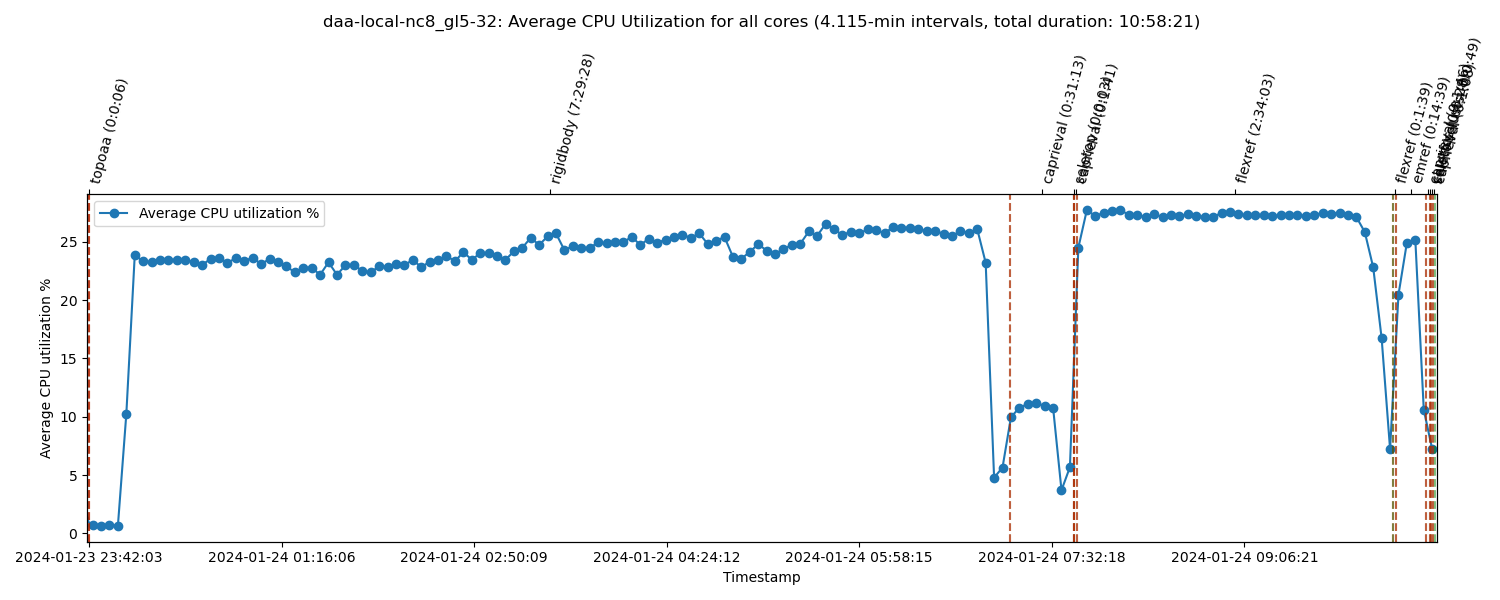 daa-local-nc8_gl5-32: Average CPU Utilization for all cores (4.115-min intervals, total duration: 10:58:21)
topoaa (0:0:06)
rigidbody (7:29:28)
caprieval (0:31:13)
caprieval (0:1:41)
flexref (2:34:03)
flexref (0:1:39)
emref (0:14:39)
Average CPU utilization %
Average CPU utilization %
25
20
15
10
5
0
2024-01-23 23:42:03
2024-01-24 01:16:06
2024-01-24 02:50:09
2024-01-24 04:24:12
2024-01-24 05:58:15
2024-01-24 07:32:18
2024-01-24 09:06:21
Timestamp